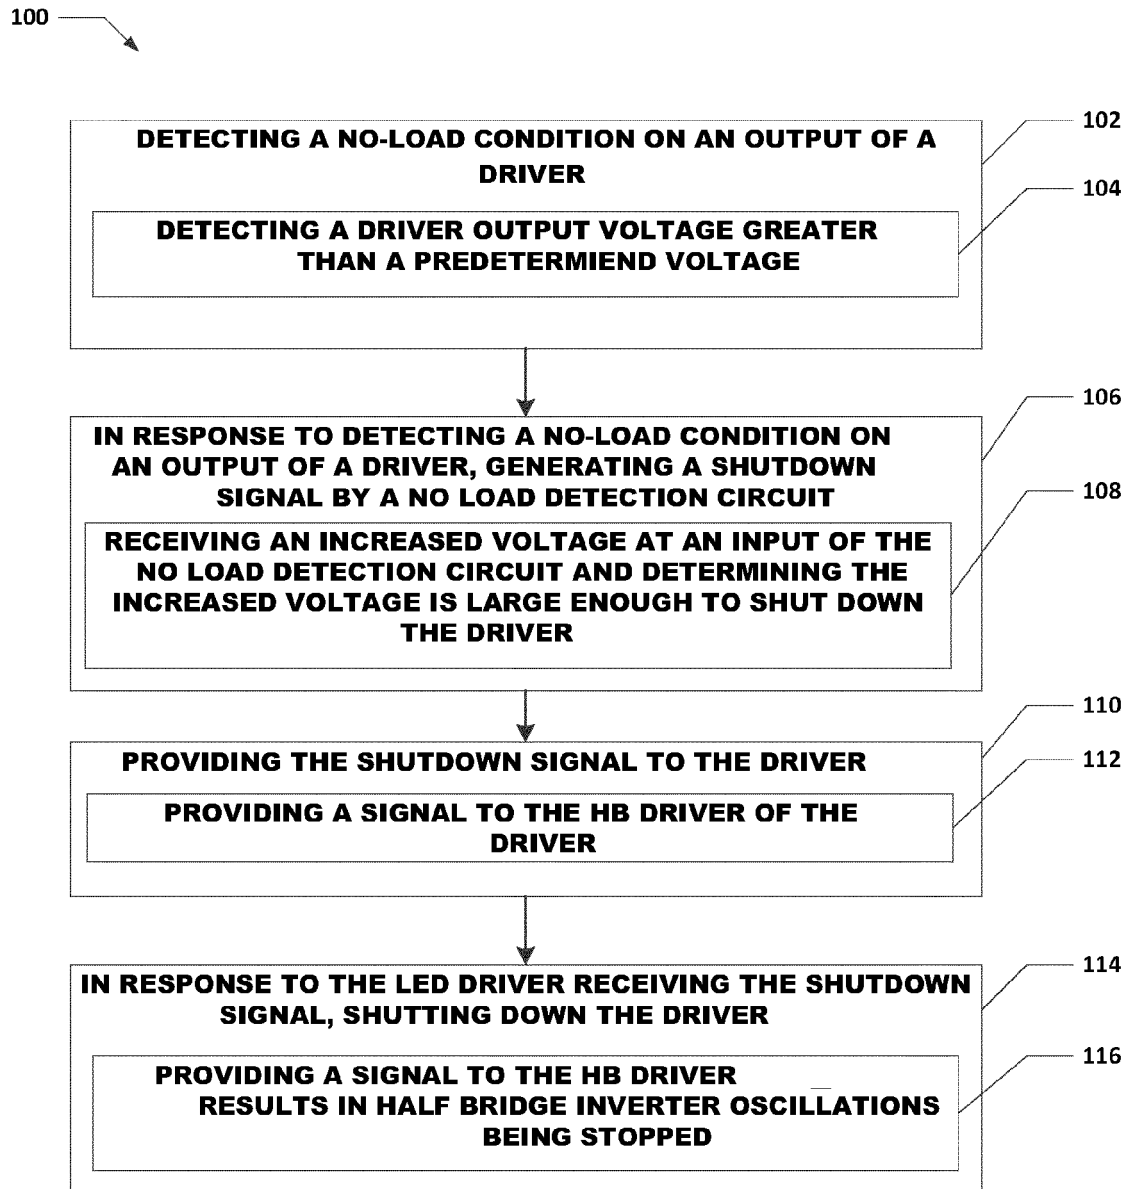 100
102
DETECTING A NO-LOAD CONDITION ON AN OUTPUT OF A
DRIVER
104
DETECTING A DRIVER OUTPUT VOLTAGE GREATER
THAN A PREDETERMIEND VOLTAGE
106
IN RESPONSE TO DETECTING A NO-LOAD CONDITION ON
AN OUTPUT OF A DRIVER, GENERATING A SHUTDOWN
SIGNAL BY A NO LOAD DETECTION CIRCUIT
108
RECEIVING AN INCREASED VOLTAGE AT AN INPUT OF THE
NO LOAD DETECTION CIRCUIT AND DETERMINING THE
INCREASED VOLTAGE IS LARGE ENOUGH TO SHUT DOWN
THE DRIVER
110
PROVIDING THE SHUTDOWN SIGNAL TO THE DRIVER
112
PROVIDING A SIGNAL TO THE HB DRIVER OF THE
DRIVER
114
IN RESPONSE TO THE LED DRIVER RECEIVING THE SHUTDOWN
SIGNAL, SHUTTING DOWN THE DRIVER
116
PROVIDING A SIGNAL TO THE HB DRIVER
RESULTS IN HALF BRIDGE INVERTER OSCILLATIONS
BEING STOPPED